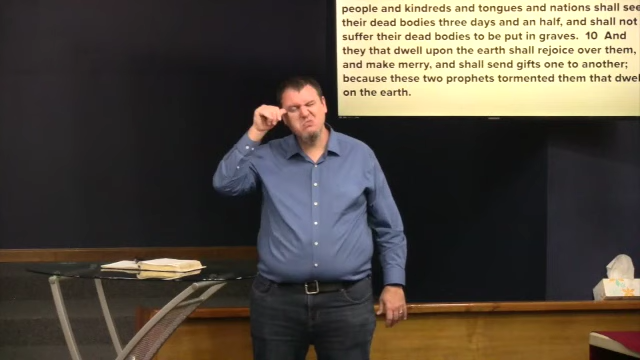 people and kindreds and tongues and nations shall see
their dead bodies three days and an half, and shall not
suffer their dead bodies to be put in graves. 10 And
they that dwell upon the earth shall rejoice over them,
and make merry, and shall send gifts one to another;
because these two prophets tormented them that dwelt
on the earth.